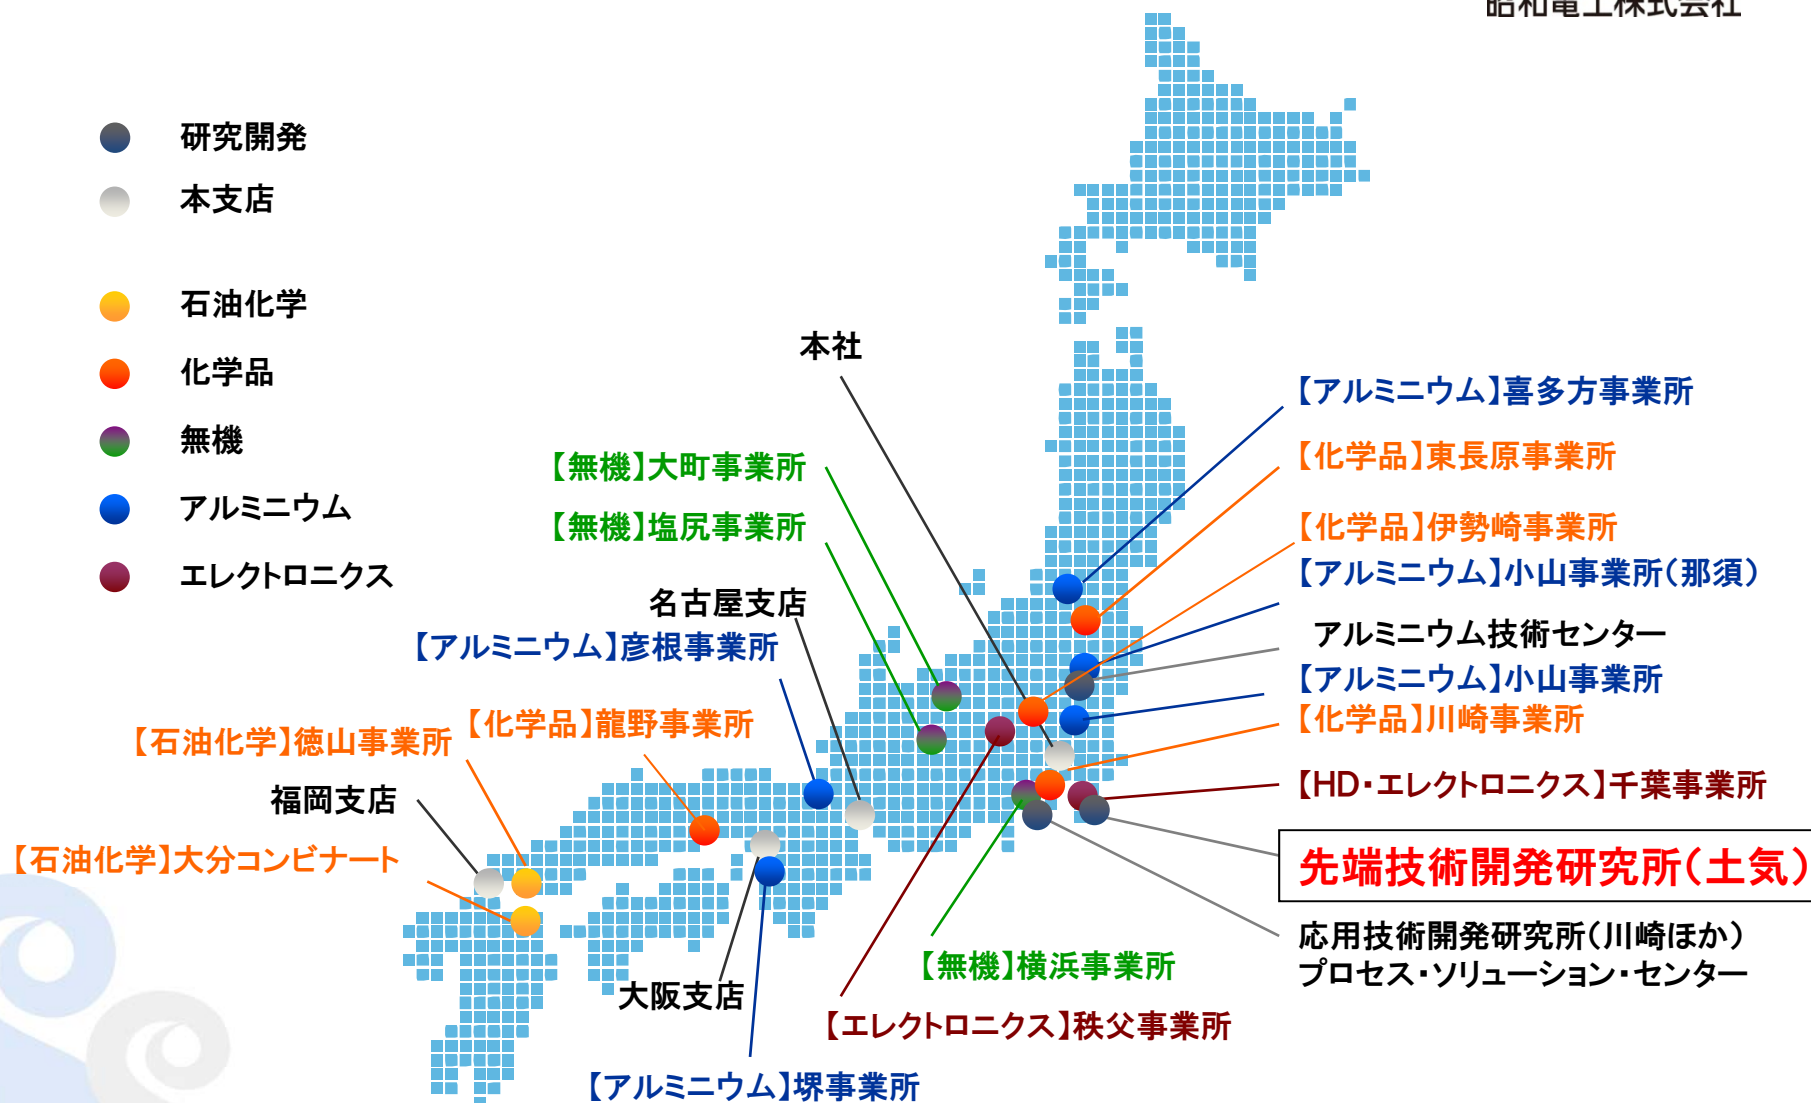 昭和電工株式会社
研究開発
本支店
石油化学
化学品
無機
アルミニウム
エレクトロニクス
本社
【無機】大町事業所
【無機】塩尻事業所
名古屋支店
【アルミニウム】彦根事業所
【化学品】龍野事業所
【石油化学】徳山事業所
福岡支店
【石油化学】大分コンビナート
大阪支店
【アルミニウム】堺事業所
【エレクトロニクス】秩父事業所
【無機】横浜事業所
【アルミニウム】喜多方事業所
【化学品】東長原事業所
【化学品】伊勢崎事業所
【アルミニウム】小山事業所(那須)
アルミニウム技術センター
【アルミニウム】小山事業所
【化学品】川崎事業所
【HD・エレクトロニクス】千葉事業所
先端技術開発研究所(土気)
応用技術開発研究所(川崎ほか)
プロセス・ソリューション・センター